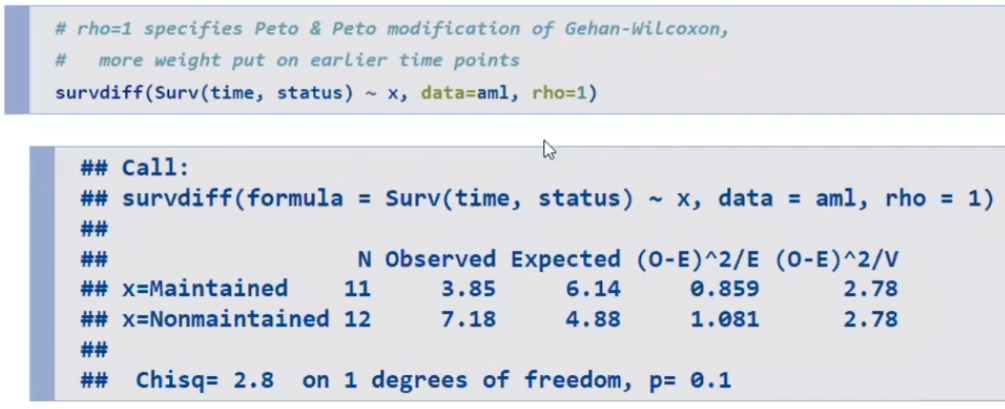 # rho=1 specifies Peto & Peto modification of Gehan-Wilcoxon,
#   more weight put on earlier time points
survdiff(Surv(time, status) ~ x, data=aml, rho=1)
## Call:
## survdiff(formula = Surv(time, status) ~ x, data = aml, rho = 1)
##
##                  N Observed Expected (O-E)^2/E (O-E)^2/V
## x=Maintained    11     3.85     6.14     0.859      2.78
## x=Nonmaintained 12     7.18     4.88     1.081      2.78
##
##  Chisq= 2.8  on 1 degrees of freedom, p= 0.1